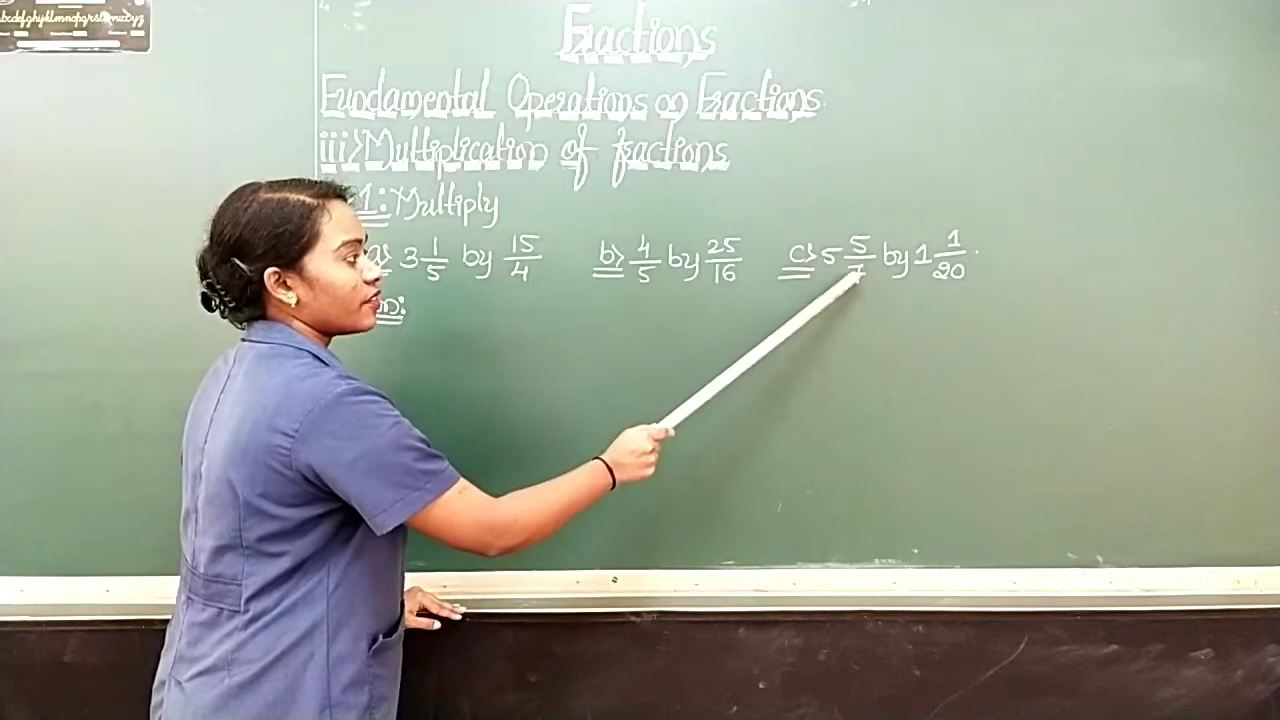 abcdefghijklmnopqrstuvwxyz
Fractions
Fundamental Operations on Fractions
iii) Multiplication of fractions
1: Multiply
a) 3 1/5 by 15/4 b) 4/5 by 25/16 c) 5 5/7 by 1 1/20.
n: